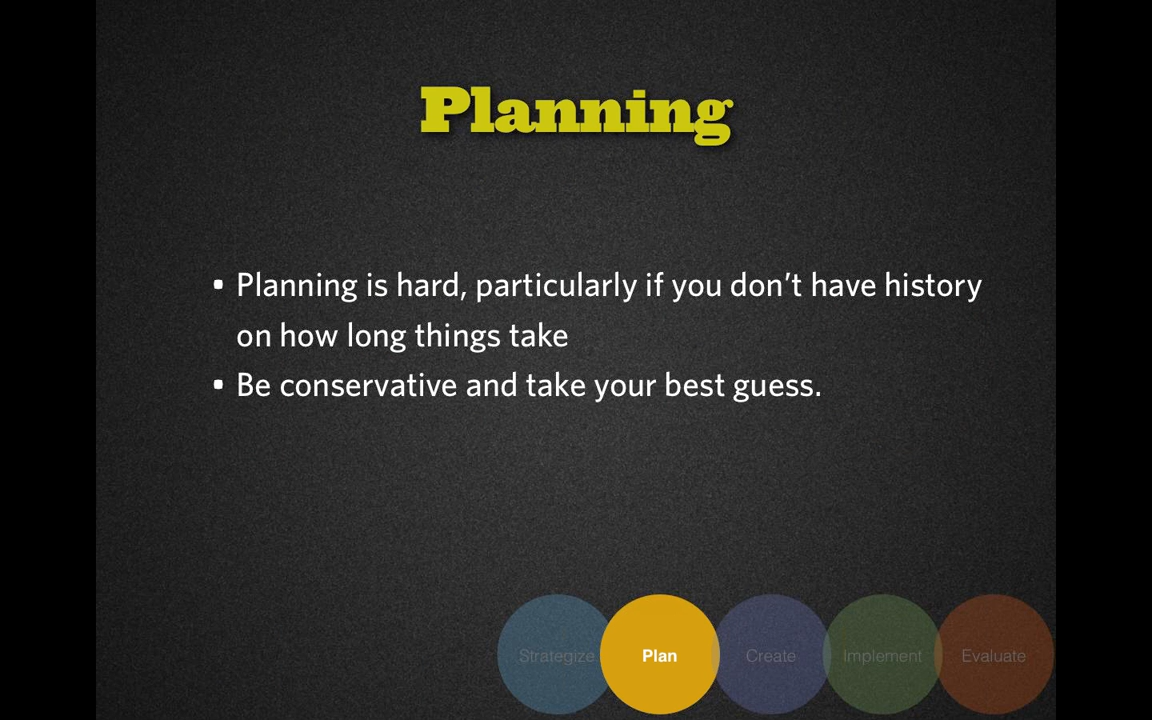 Planning
• Planning is hard, particularly if you don’t have history
on how long things take
• Be conservative and take your best guess.
Strategize Plan Create Implement Evaluate